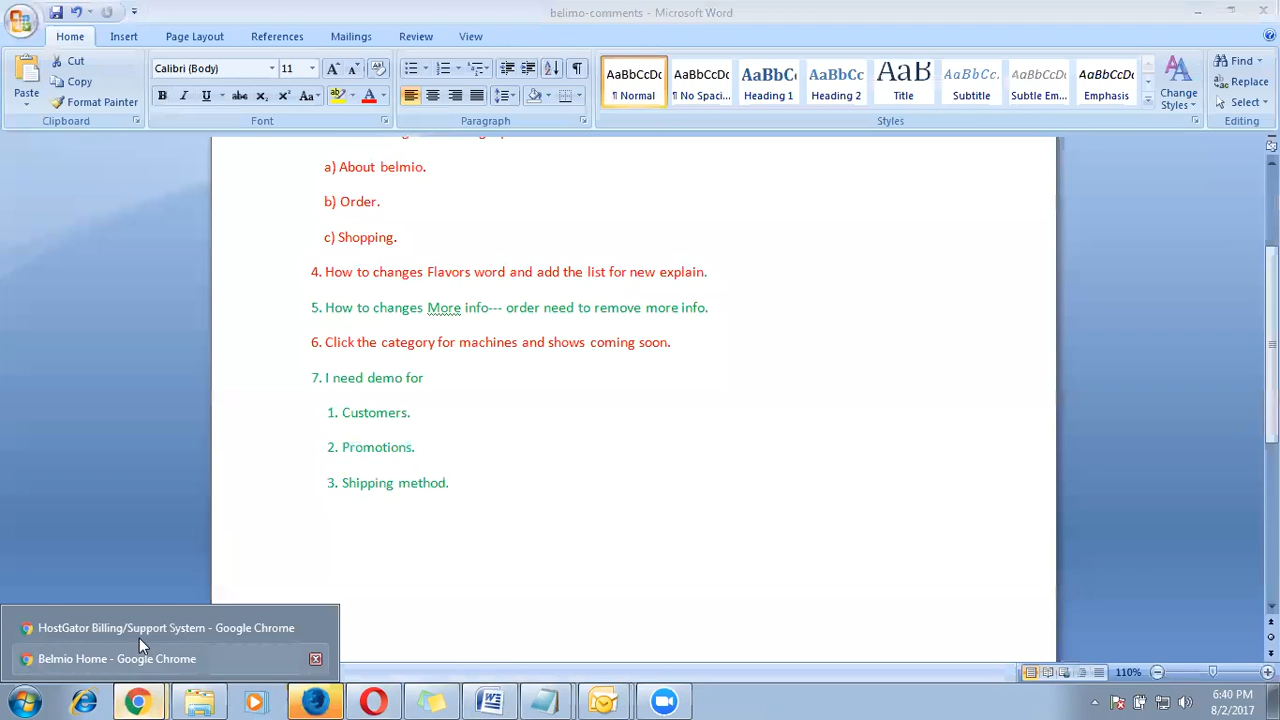 belimo-comments - Microsoft Word
Home Insert Page Layout References Mailings Review View
Paste
Cut
Copy
Format Painter
Clipboard
Calibri (Body) 11
Font
Paragraph
AaBbCcDc AaBbCcDc AaBbCc AaBbCc AaB AaBbCc. AaBbCcDc AaBbCcDc
¶ Normal ¶ No Spaci... Heading 1 Heading 2 Title Subtitle Subtle Em... Emphasis
Change Styles
Styles
Find
Replace
Select
Editing
a) About belmio.
b) Order.
c) Shopping.
4. How to changes Flavors word and add the list for new explain.
5. How to changes More info--- order need to remove more info.
6. Click the category for machines and shows coming soon.
7. I need demo for
1. Customers.
2. Promotions.
3. Shipping method.
HostGator Billing/Support System - Google Chrome
Belmio Home - Google Chrome
110%
6:40 PM
8/2/2017